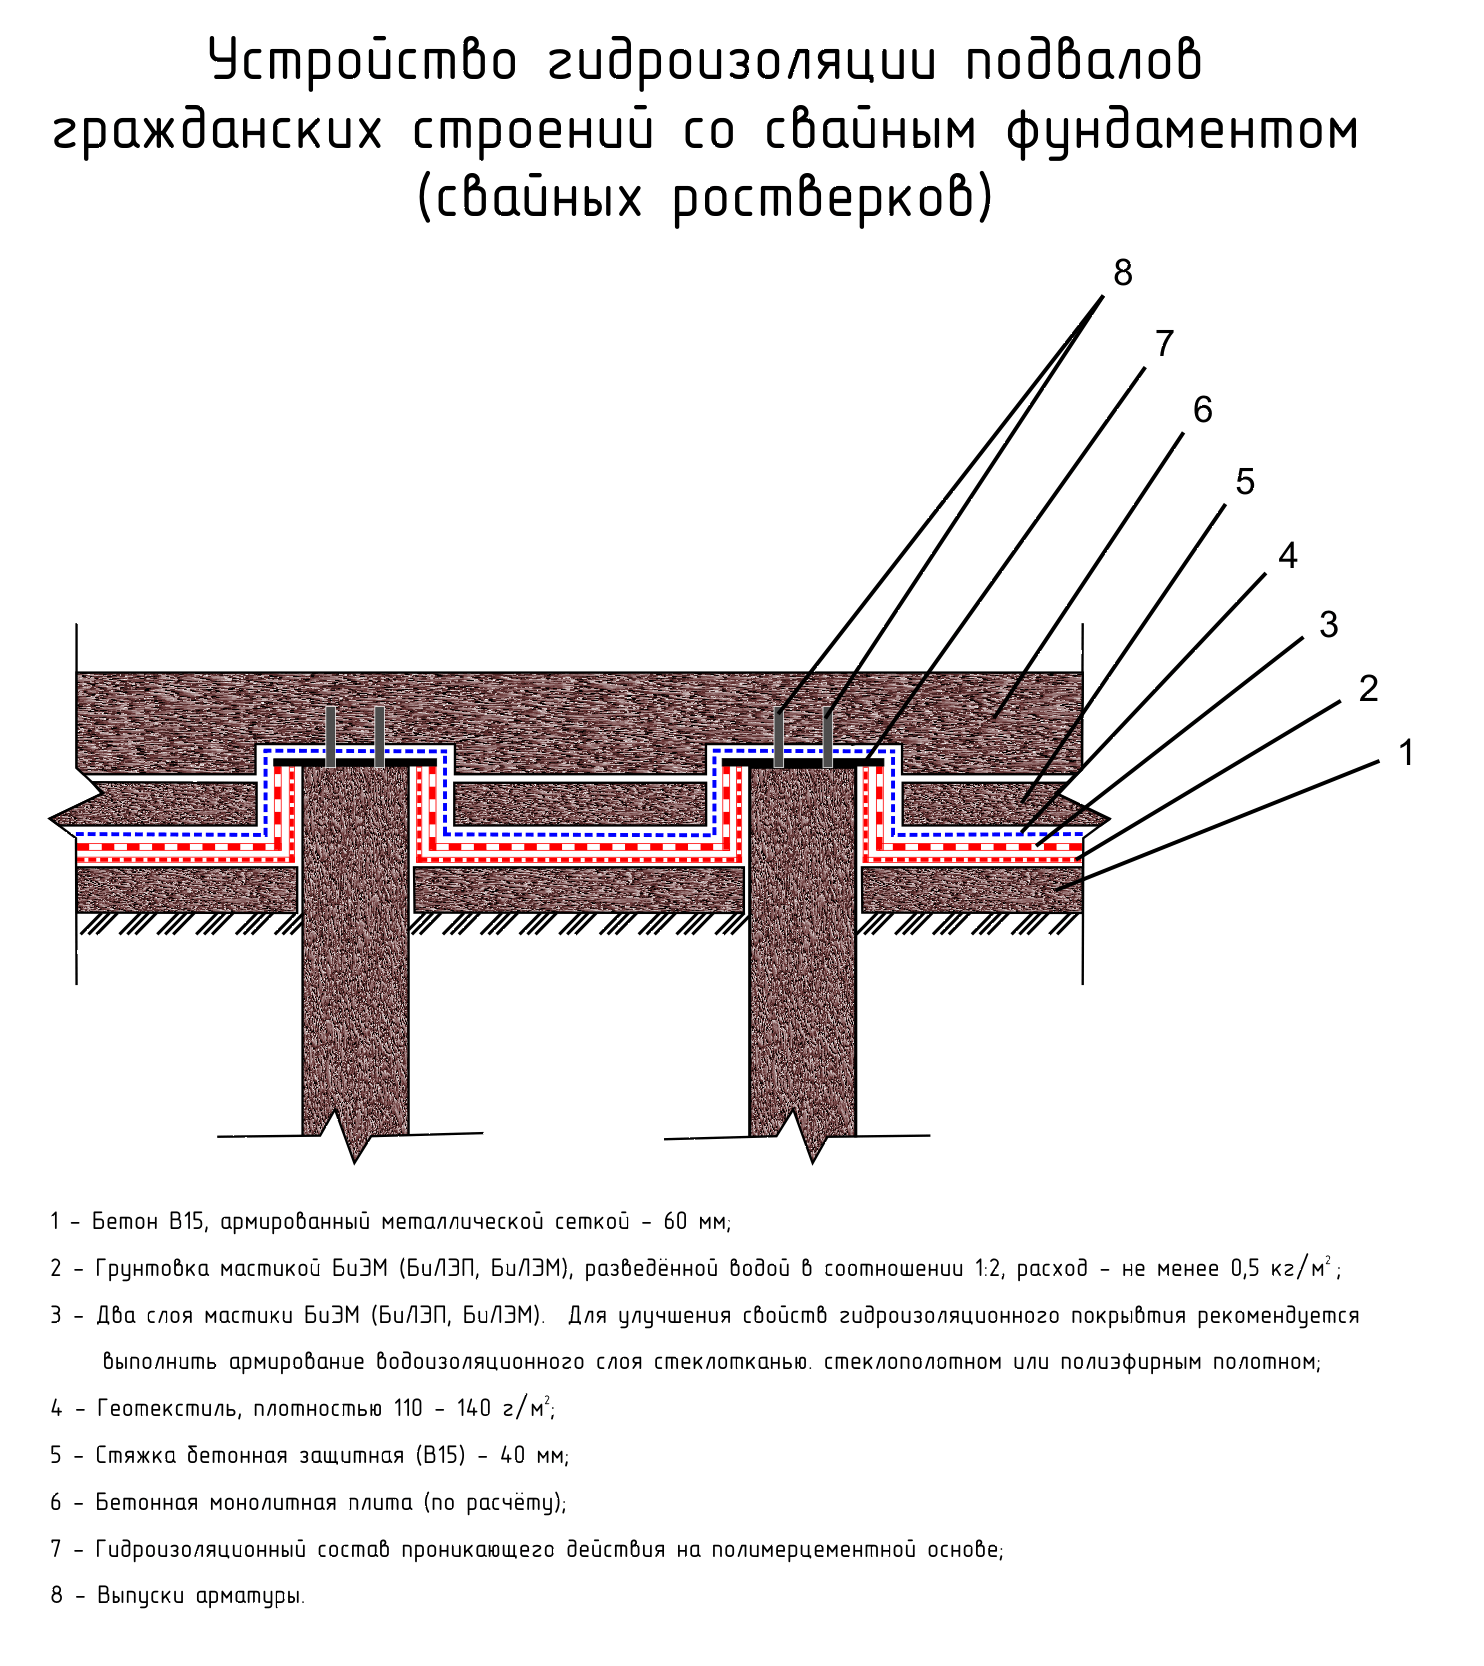 Устройство гидроизоляции подвалов
гражданских строений со свайным фундаментом
(свайных ростверков)
8
7
6
5
4
3
2
1
1 - Бетон В15, армированный металлической сеткой - 60 мм;
2 - Грунтовка мастикой БиЭМ (БиЛЭП, БиЛЭМ), разведённой водой в соотношении 1:2, расход - не менее 0,5 кг/м²;
3 - Два слоя мастики БиЭМ (БиЛЭП, БиЛЭМ). Для улучшения свойств гидроизоляционного покрывтия рекомендуется
выполнить армирование водоизоляционного слоя стеклотканью. стеклополотном или полиэфирным полотном;
4 - Геотекстиль, плотностью 110 - 140 г/м²;
5 - Стяжка бетонная защитная (В15) - 40 мм;
6 - Бетонная монолитная плита (по расчёту);
7 - Гидроизоляционный состав проникающего действия на полимерцементной основе;
8 - Выпуски арматуры.